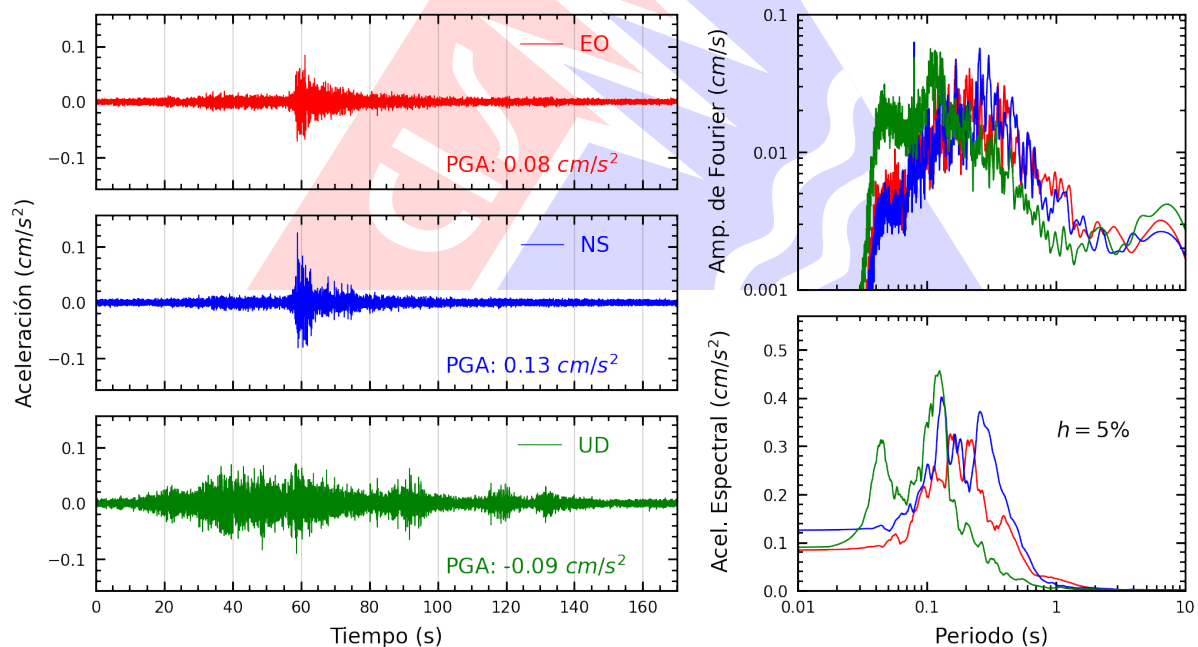 Aceleración (cm/s²)
0.1
0.0
−0.1
EO
PGA: 0.08 cm/s²
0.1
0.0
−0.1
NS
PGA: 0.13 cm/s²
0.1
0.0
−0.1
UD
PGA: -0.09 cm/s²
0 20 40 60 80 100 120 140 160
Tiempo (s)
Amp. de Fourier (cm/s)
0.1
0.01
0.001
Acel. Espectral (cm/s²)
0.5
0.4
0.3
0.2
0.1
0.0
h = 5%
0.01 0.1 1 10
Periodo (s)